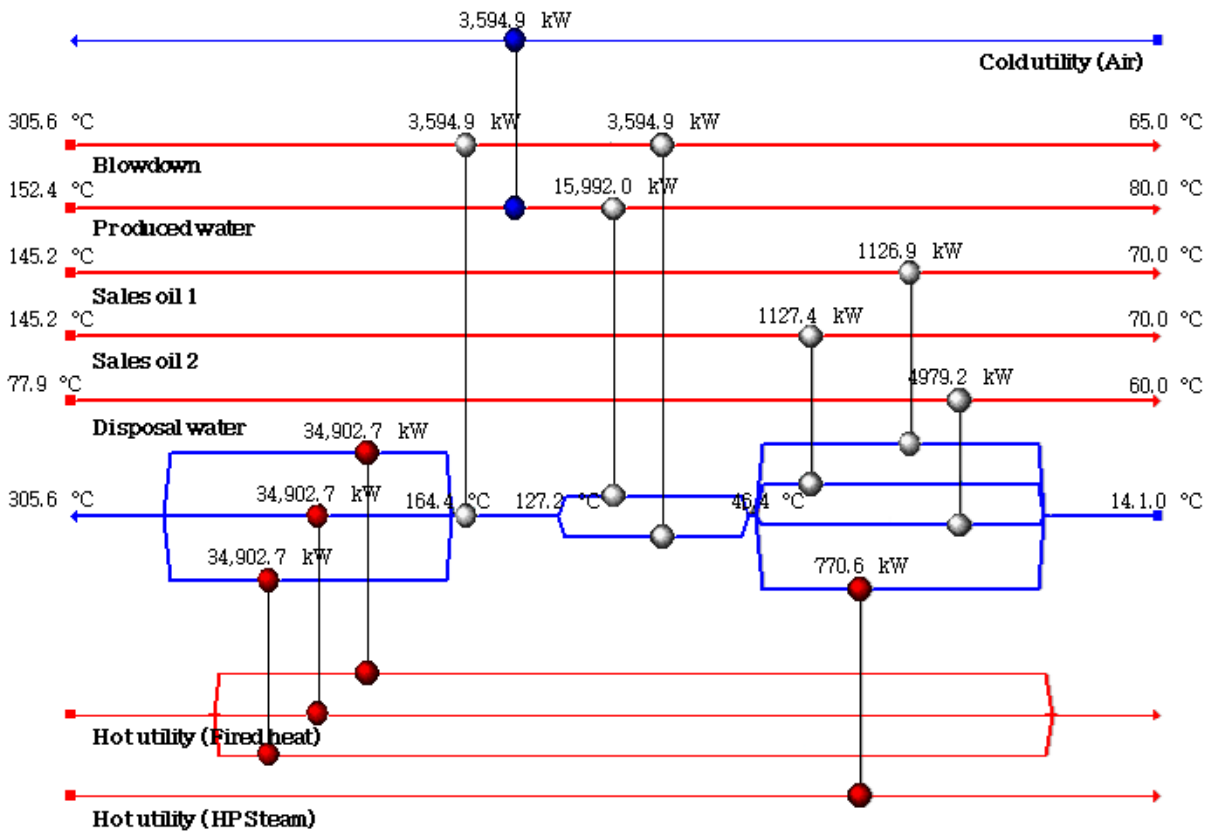 3,594.9 kW
Cold utility (Air)
305.6 °C
3,594.9 kW
3,594.9 kW
65.0 °C
Blowdown
152.4 °C
15,992.0 kW
80.0 °C
Produced water
145.2 °C
1126.9 kW
70.0 °C
Sales oil 1
145.2 °C
1127.4 kW
70.0 °C
Sales oil 2
77.9 °C
4979.2 kW
60.0 °C
Disposal water
34,902.7 kW
305.6 °C
34,902.7 kW
164.4 °C
127.2 °C
46.4 °C
14.1.0 °C
34,902.7 kW
770.6 kW
Hot utility (Fired heat)
Hot utility (HP Steam)